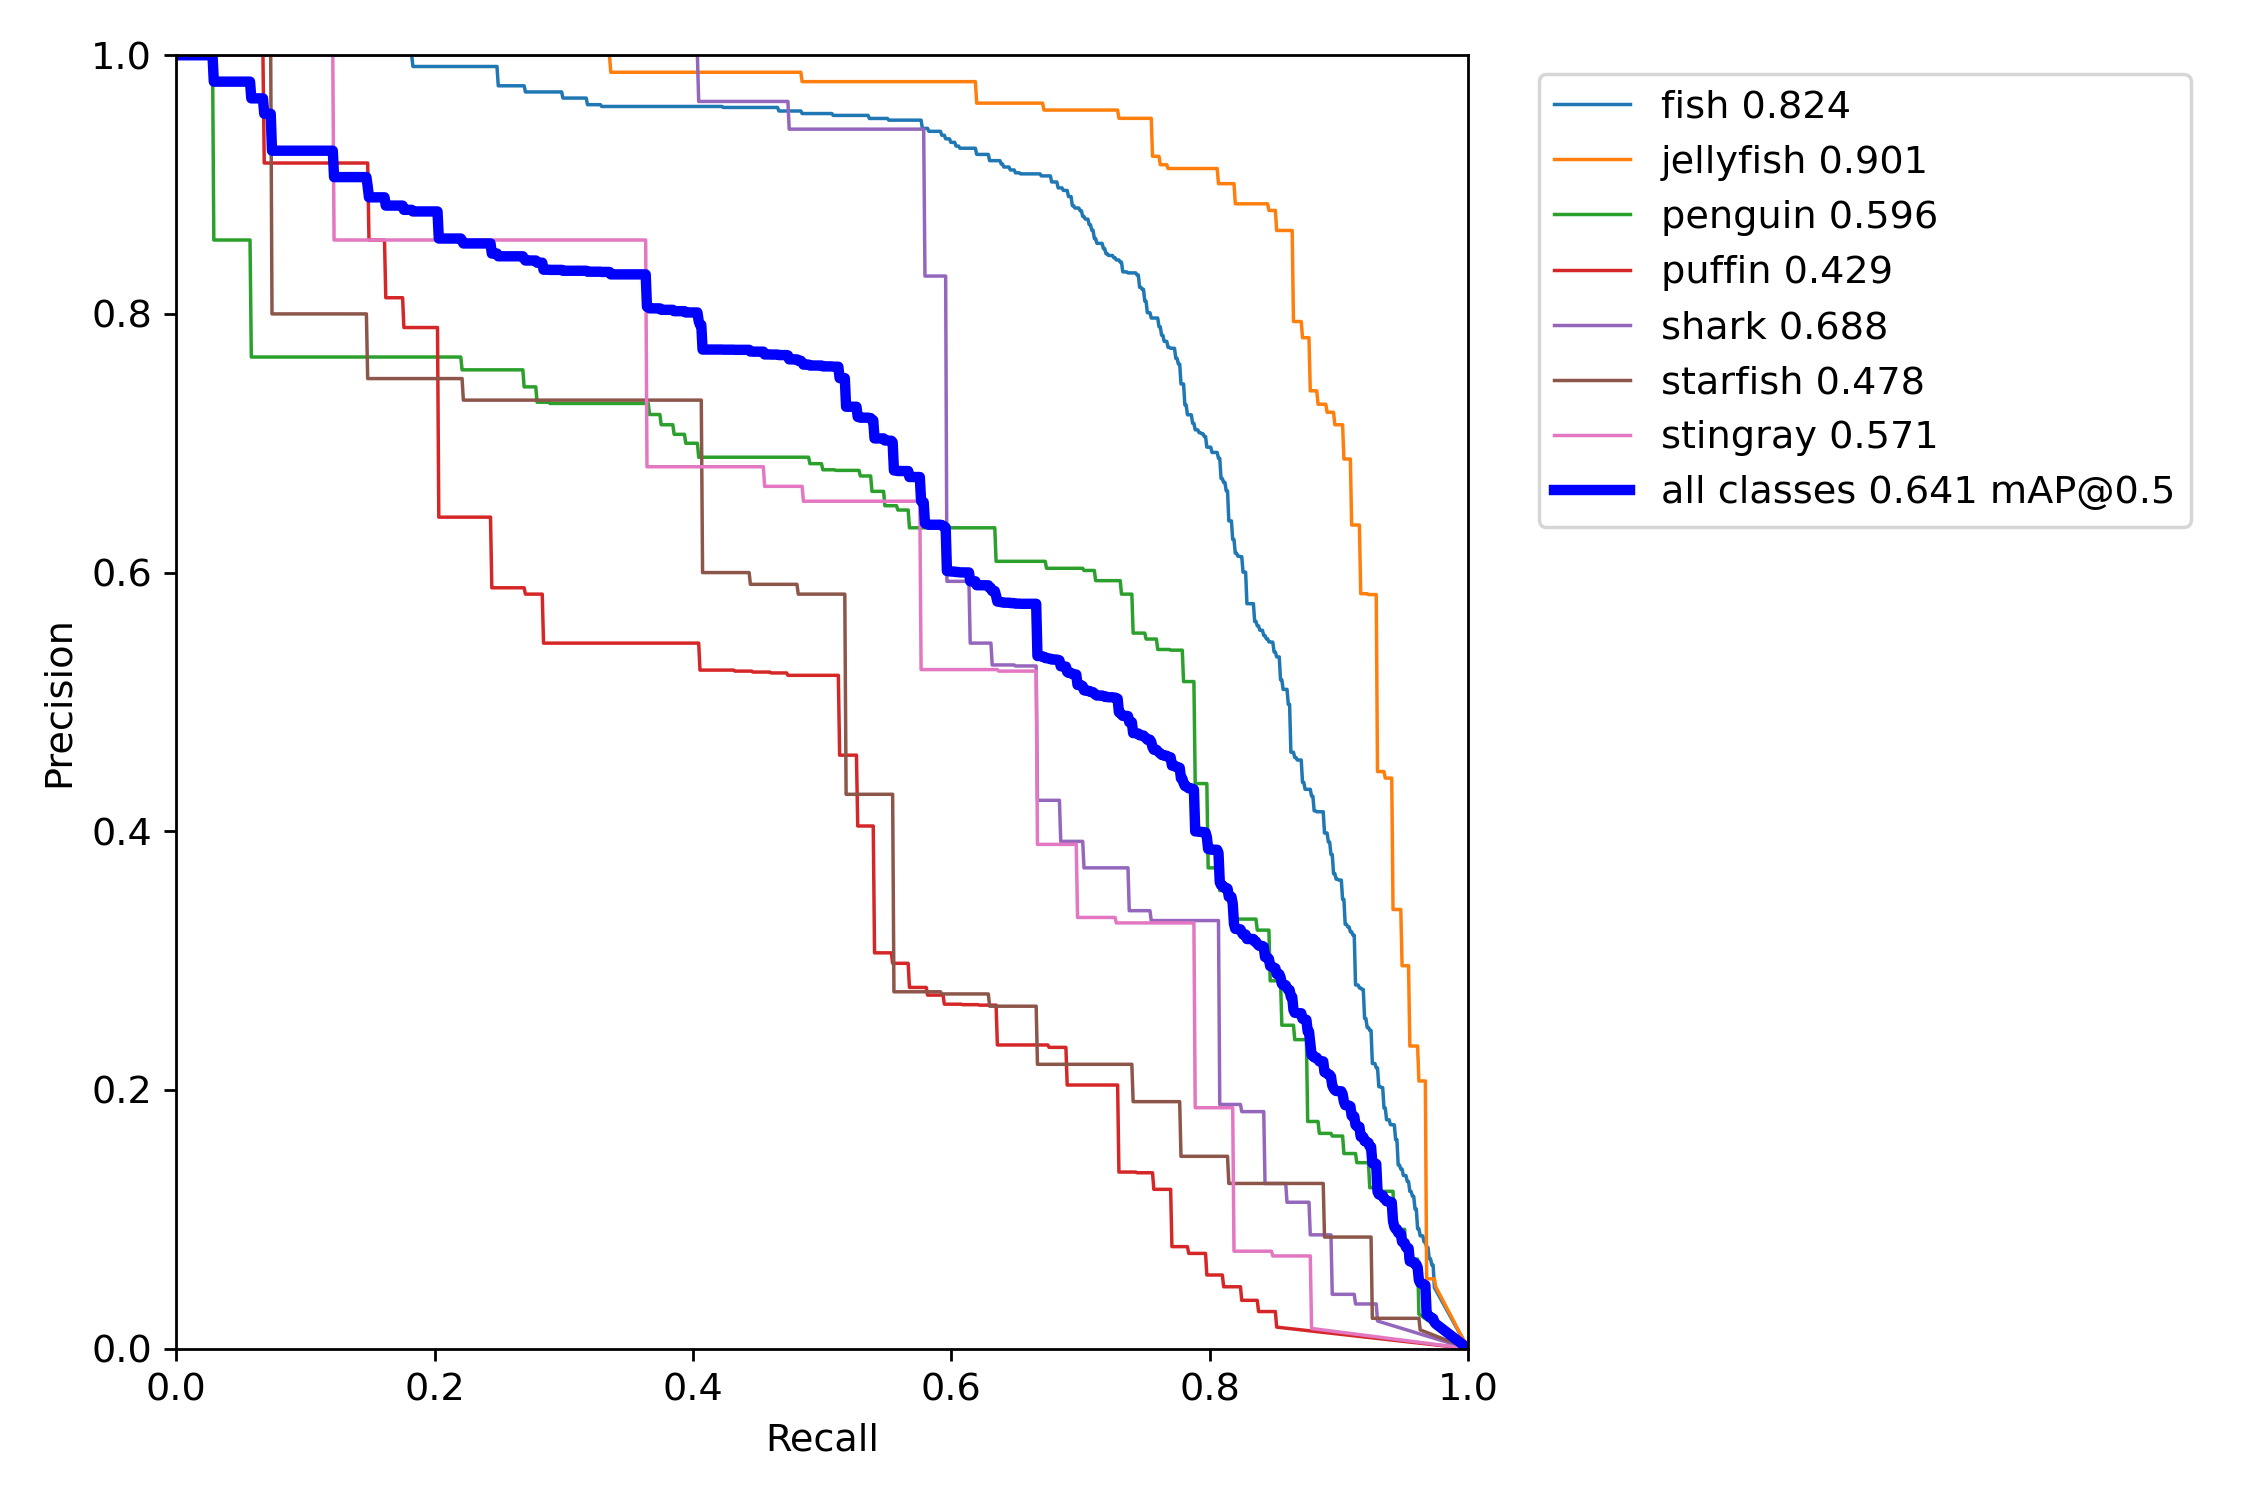 1.0
0.8
0.6
0.4
0.2
0.0
Precision
0.0 0.2 0.4 0.6 0.8 1.0
Recall
fish 0.824
jellyfish 0.901
penguin 0.596
puffin 0.429
shark 0.688
starfish 0.478
stingray 0.571
all classes 0.641 mAP@0.5